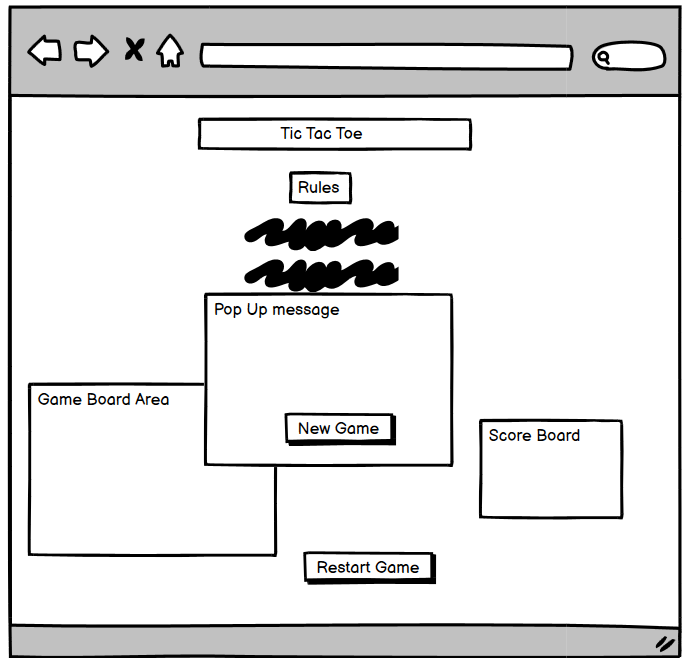 Tic Tac Toe
Rules
Pop Up message
Game Board Area
New Game
Score Board
Restart Game